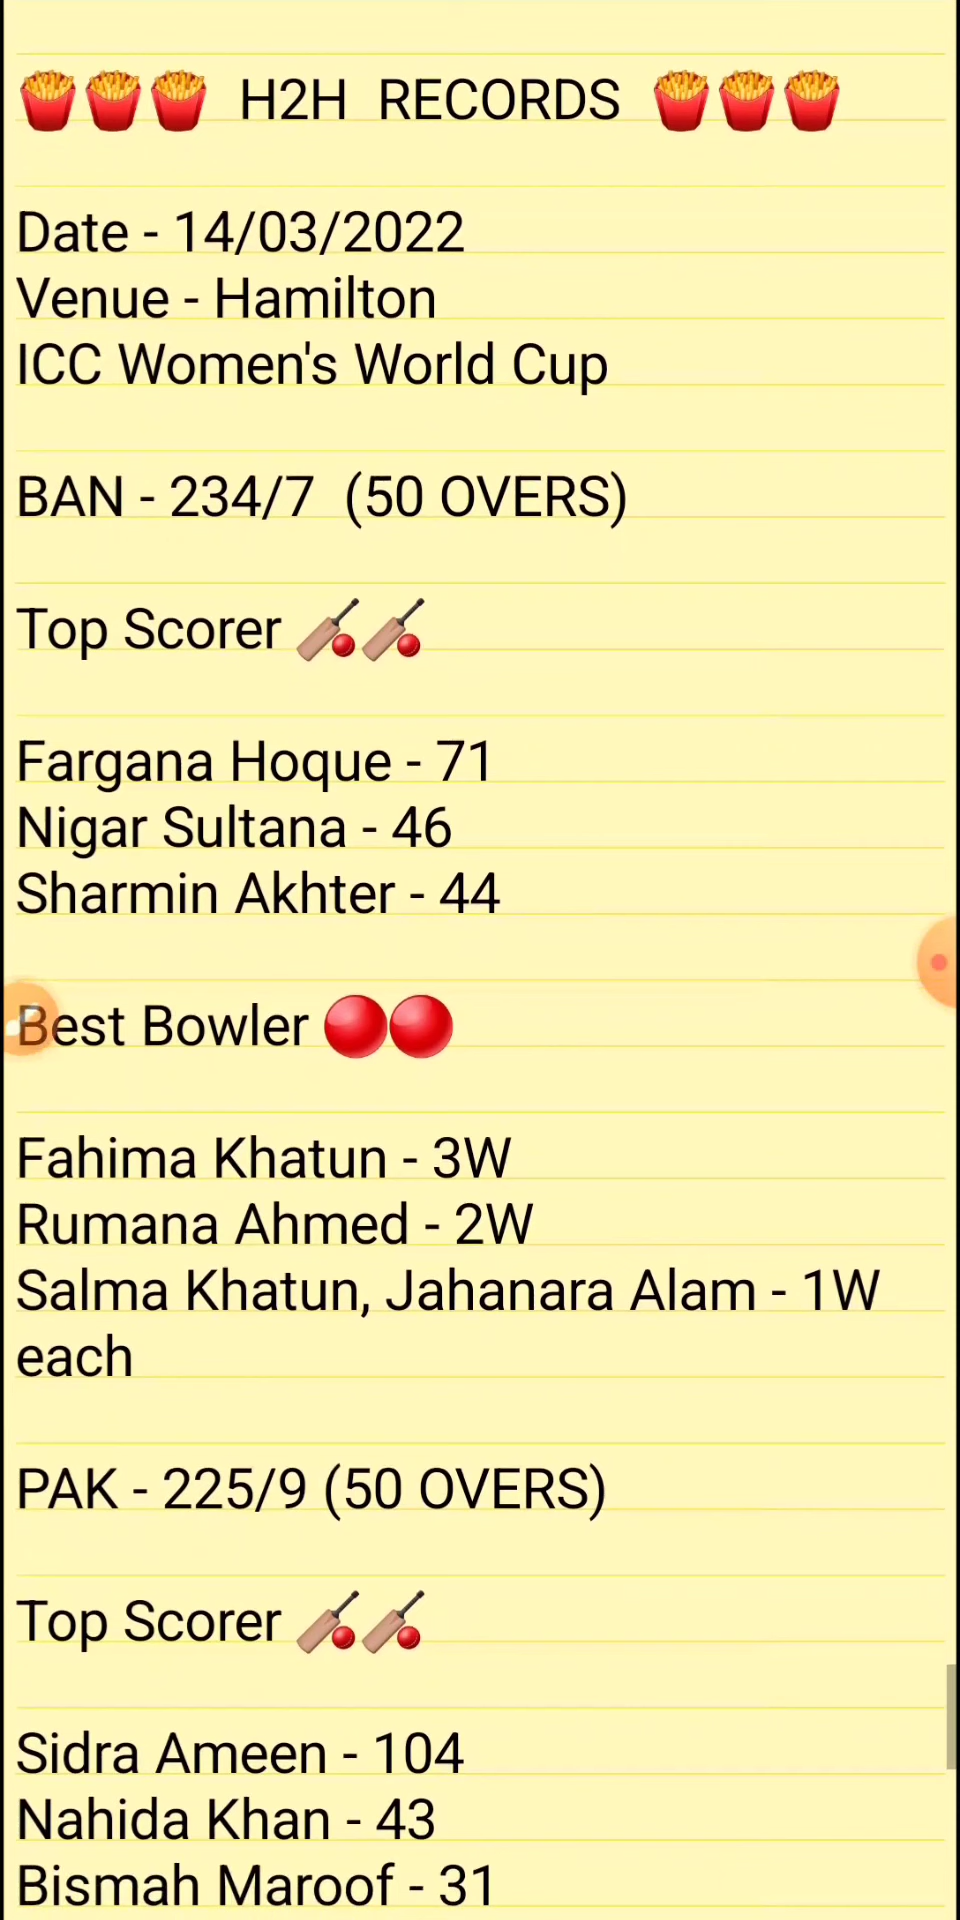 🍟🍟🍟 H2H RECORDS 🍟🍟🍟
Date - 14/03/2022
Venue - Hamilton
ICC Women's World Cup
BAN - 234/7 (50 OVERS)
Top Scorer 🏏🏏
Fargana Hoque - 71
Nigar Sultana - 46
Sharmin Akhter - 44
Best Bowler 🔴🔴
Fahima Khatun - 3W
Rumana Ahmed - 2W
Salma Khatun, Jahanara Alam - 1W
each
PAK - 225/9 (50 OVERS)
Top Scorer 🏏🏏
Sidra Ameen - 104
Nahida Khan - 43
Bismah Maroof - 31